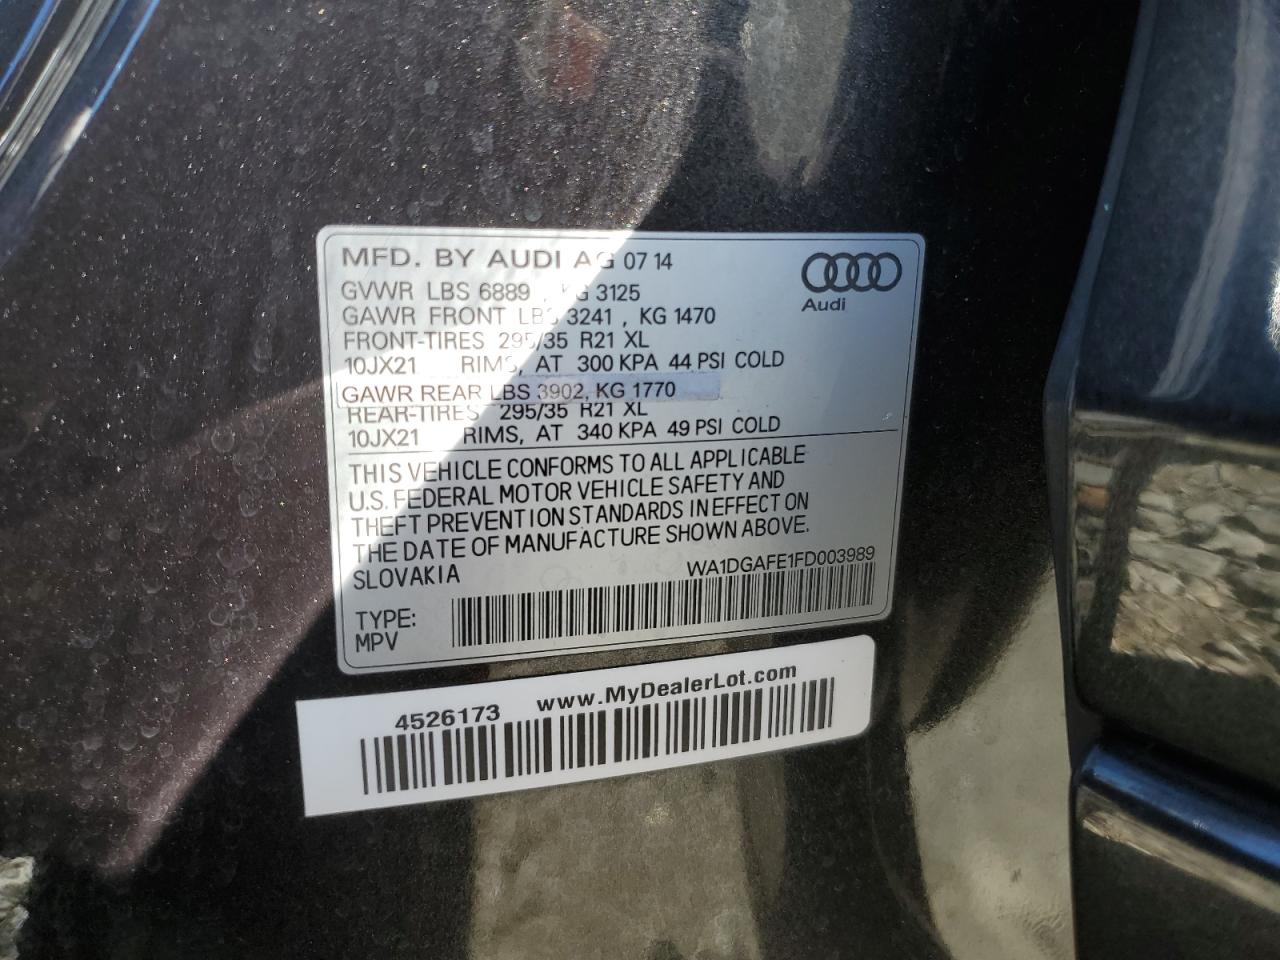 MFD. BY AUDI AG 07 14
GVWR LBS 6889 , KG 3125
GAWR FRONT LBS 3241 , KG 1470
FRONT-TIRES 295/35 R21 XL
10JX21 RIMS, AT 300 KPA 44 PSI COLD
GAWR REAR LBS 3902, KG 1770
REAR-TIRES 295/35 R21 XL
10JX21 RIMS, AT 340 KPA 49 PSI COLD
Audi
THIS VEHICLE CONFORMS TO ALL APPLICABLE
U.S. FEDERAL MOTOR VEHICLE SAFETY AND
THEFT PREVENTION STANDARDS IN EFFECT ON
THE DATE OF MANUFACTURE SHOWN ABOVE.
SLOVAKIA WA1DGAFE1FD003989
TYPE:
MPV
4526173 www.MyDealerLot.com